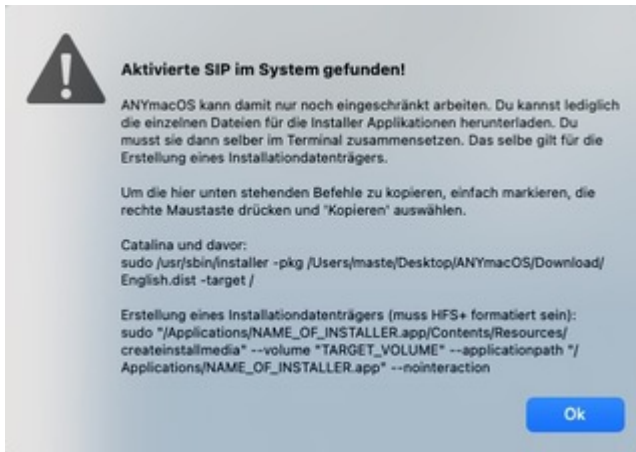 Aktivierte SIP im System gefunden!
ANYmacOS kann damit nur noch eingeschränkt arbeiten. Du kannst lediglich
die einzelnen Dateien für die Installer Applikationen herunterladen. Du
musst sie dann selber im Terminal zusammensetzen. Das selbe gilt für die
Erstellung eines Installationdatenträgers.
Um die hier unten stehenden Befehle zu kopieren, einfach markieren, die
rechte Maustaste drücken und 'Kopieren' auswählen.
Catalina und davor:
sudo /usr/sbin/installer -pkg /Users/maste/Desktop/ANYmacOS/Download/
English.dist -target /
Erstellung eines Installationdatenträgers (muss HFS+ formatiert sein):
sudo "/Applications/NAME_OF_INSTALLER.app/Contents/Resources/
createinstallmedia" --volume "TARGET_VOLUME" --applicationpath "/
Applications/NAME_OF_INSTALLER.app" --nointeraction
Ok